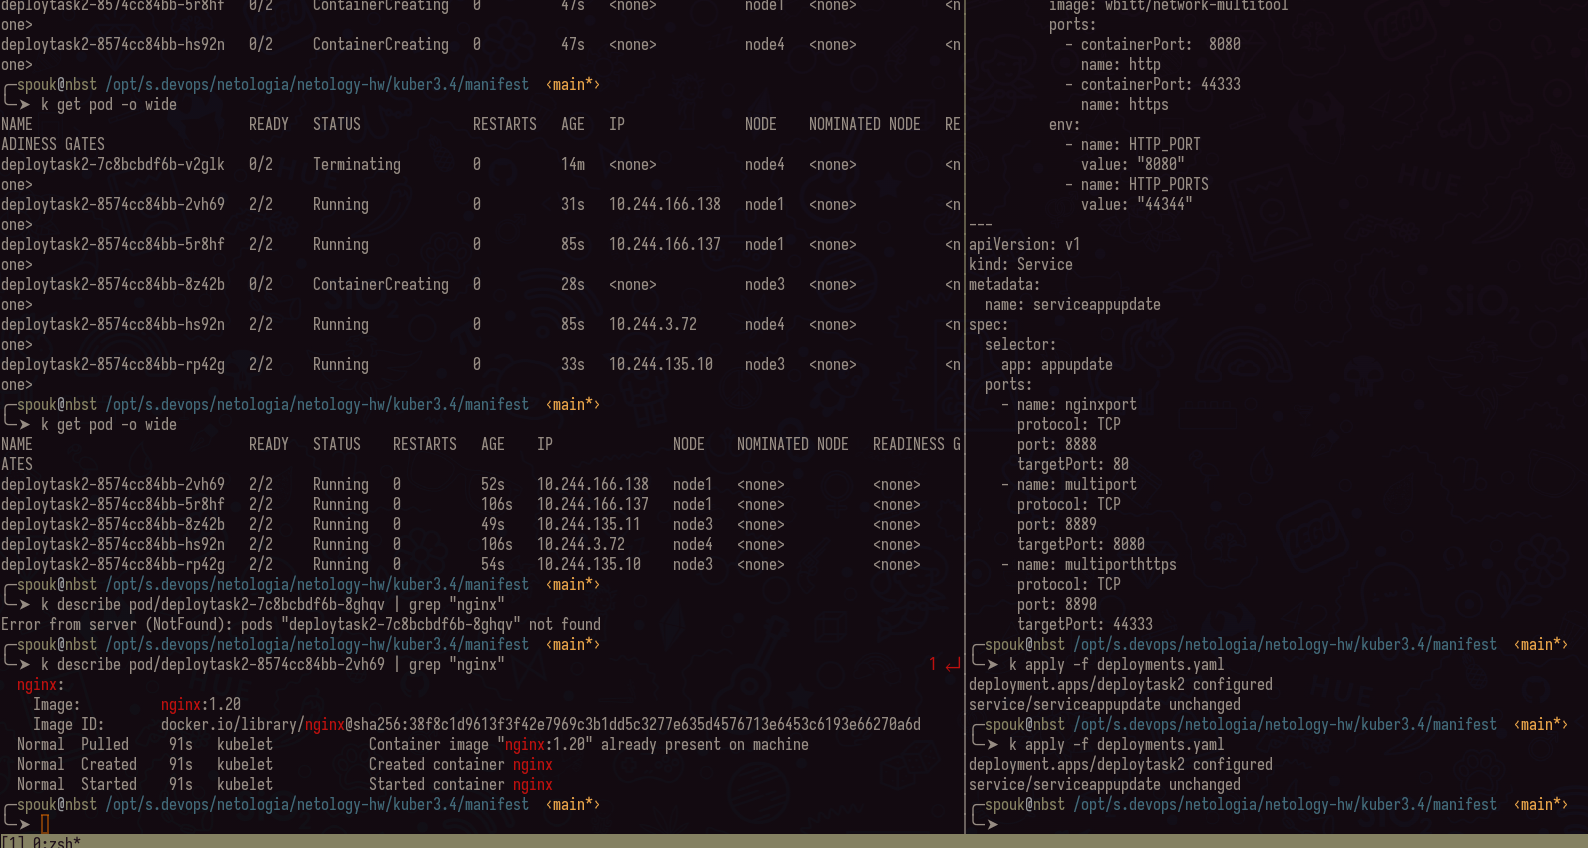 deploytask2-8574cc84bb-5r8hf   0/2     ContainerCreating   0          47s   <none>           node1   <none>           <n
one>
deploytask2-8574cc84bb-hs92n   0/2     ContainerCreating   0          47s   <none>           node4   <none>           <n
one>
╭─spouk@nbst /opt/s.devops/netologia/netology-hw/kuber3.4/manifest  ‹main*›
╰─➤  k get pod -o wide
NAME                           READY   STATUS              RESTARTS   AGE   IP               NODE    NOMINATED NODE   RE
ADINESS GATES
deploytask2-7c8bcbdf6b-v2glk   0/2     Terminating         0          14m   <none>           node4   <none>           <n
one>
deploytask2-8574cc84bb-2vh69   2/2     Running             0          31s   10.244.166.138   node1   <none>           <n
one>
deploytask2-8574cc84bb-5r8hf   2/2     Running             0          85s   10.244.166.137   node1   <none>           <n
one>
deploytask2-8574cc84bb-8z42b   0/2     ContainerCreating   0          28s   <none>           node3   <none>           <n
one>
deploytask2-8574cc84bb-hs92n   2/2     Running             0          85s   10.244.3.72      node4   <none>           <n
one>
deploytask2-8574cc84bb-rp42g   2/2     Running             0          33s   10.244.135.10    node3   <none>           <n
one>
╭─spouk@nbst /opt/s.devops/netologia/netology-hw/kuber3.4/manifest  ‹main*›
╰─➤  k get pod -o wide
NAME                           READY   STATUS    RESTARTS   AGE    IP               NODE    NOMINATED NODE   READINESS G
ATES
deploytask2-8574cc84bb-2vh69   2/2     Running   0          52s    10.244.166.138   node1   <none>           <none>
deploytask2-8574cc84bb-5r8hf   2/2     Running   0          106s   10.244.166.137   node1   <none>           <none>
deploytask2-8574cc84bb-8z42b   2/2     Running   0          49s    10.244.135.11    node3   <none>           <none>
deploytask2-8574cc84bb-hs92n   2/2     Running   0          106s   10.244.3.72      node4   <none>           <none>
deploytask2-8574cc84bb-rp42g   2/2     Running   0          54s    10.244.135.10    node3   <none>           <none>
╭─spouk@nbst /opt/s.devops/netologia/netology-hw/kuber3.4/manifest  ‹main*›
╰─➤  k describe pod/deploytask2-7c8bcbdf6b-8ghqv | grep "nginx"
Error from server (NotFound): pods "deploytask2-7c8bcbdf6b-8ghqv" not found
╭─spouk@nbst /opt/s.devops/netologia/netology-hw/kuber3.4/manifest  ‹main*›
╰─➤  k describe pod/deploytask2-8574cc84bb-2vh69 | grep "nginx"                                                     1 ↵
  nginx:
    Image:          nginx:1.20
    Image ID:       docker.io/library/nginx@sha256:38f8c1d9613f3f42e7969c3b1dd5c3277e635d4576713e6453c6193e66270a6d
  Normal  Pulled     91s   kubelet            Container image "nginx:1.20" already present on machine
  Normal  Created    91s   kubelet            Created container nginx
  Normal  Started    91s   kubelet            Started container nginx
╭─spouk@nbst /opt/s.devops/netologia/netology-hw/kuber3.4/manifest  ‹main*›
╰─➤
          image: wbitt/network-multitool
          ports:
            - containerPort:  8080
              name: http
            - containerPort: 44333
              name: https
          env:
            - name: HTTP_PORT
              value: "8080"
            - name: HTTP_PORTS
              value: "44344"
---
apiVersion: v1
kind: Service
metadata:
  name: serviceappupdate
spec:
  selector:
    app: appupdate
  ports:
    - name: nginxport
      protocol: TCP
      port: 8888
      targetPort: 80
    - name: multiport
      protocol: TCP
      port: 8889
      targetPort: 8080
    - name: multiporthttps
      protocol: TCP
      port: 8890
      targetPort: 44333
╭─spouk@nbst /opt/s.devops/netologia/netology-hw/kuber3.4/manifest  ‹main*›
╰─➤  k apply -f deployments.yaml
deployment.apps/deploytask2 configured
service/serviceappupdate unchanged
╭─spouk@nbst /opt/s.devops/netologia/netology-hw/kuber3.4/manifest  ‹main*›
╰─➤  k apply -f deployments.yaml
deployment.apps/deploytask2 configured
service/serviceappupdate unchanged
╭─spouk@nbst /opt/s.devops/netologia/netology-hw/kuber3.4/manifest  ‹main*›
╰─➤
[1] 0:zsh*